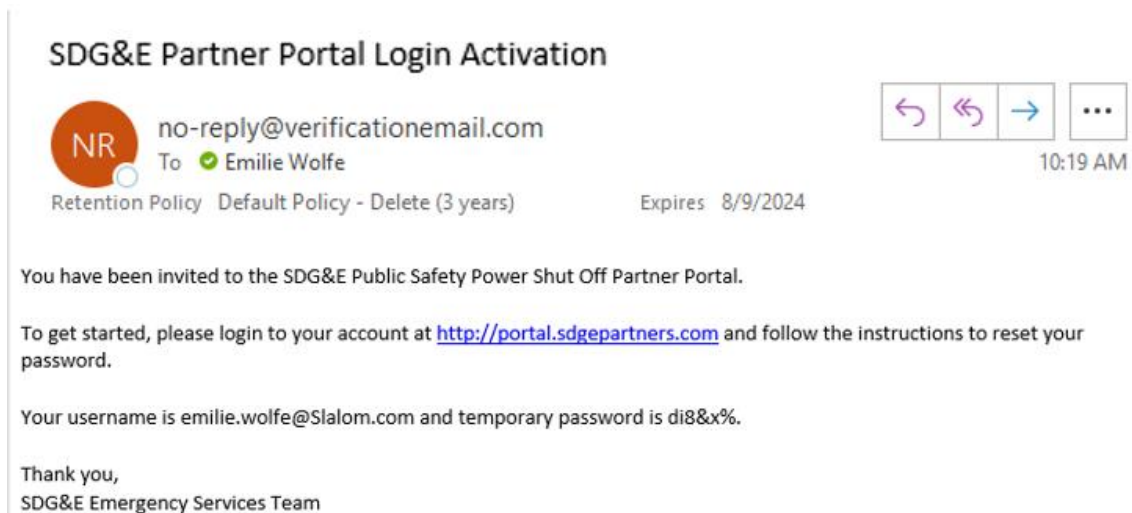 SDG&E Partner Portal Login Activation
NR
no-reply@verificationemail.com
To Emilie Wolfe
10:19 AM
Retention Policy Default Policy - Delete (3 years) Expires 8/9/2024
You have been invited to the SDG&E Public Safety Power Shut Off Partner Portal.
To get started, please login to your account at http://portal.sdgepartners.com and follow the instructions to reset your
password.
Your username is emilie.wolfe@Slalom.com and temporary password is di8&x%.
Thank you,
SDG&E Emergency Services Team